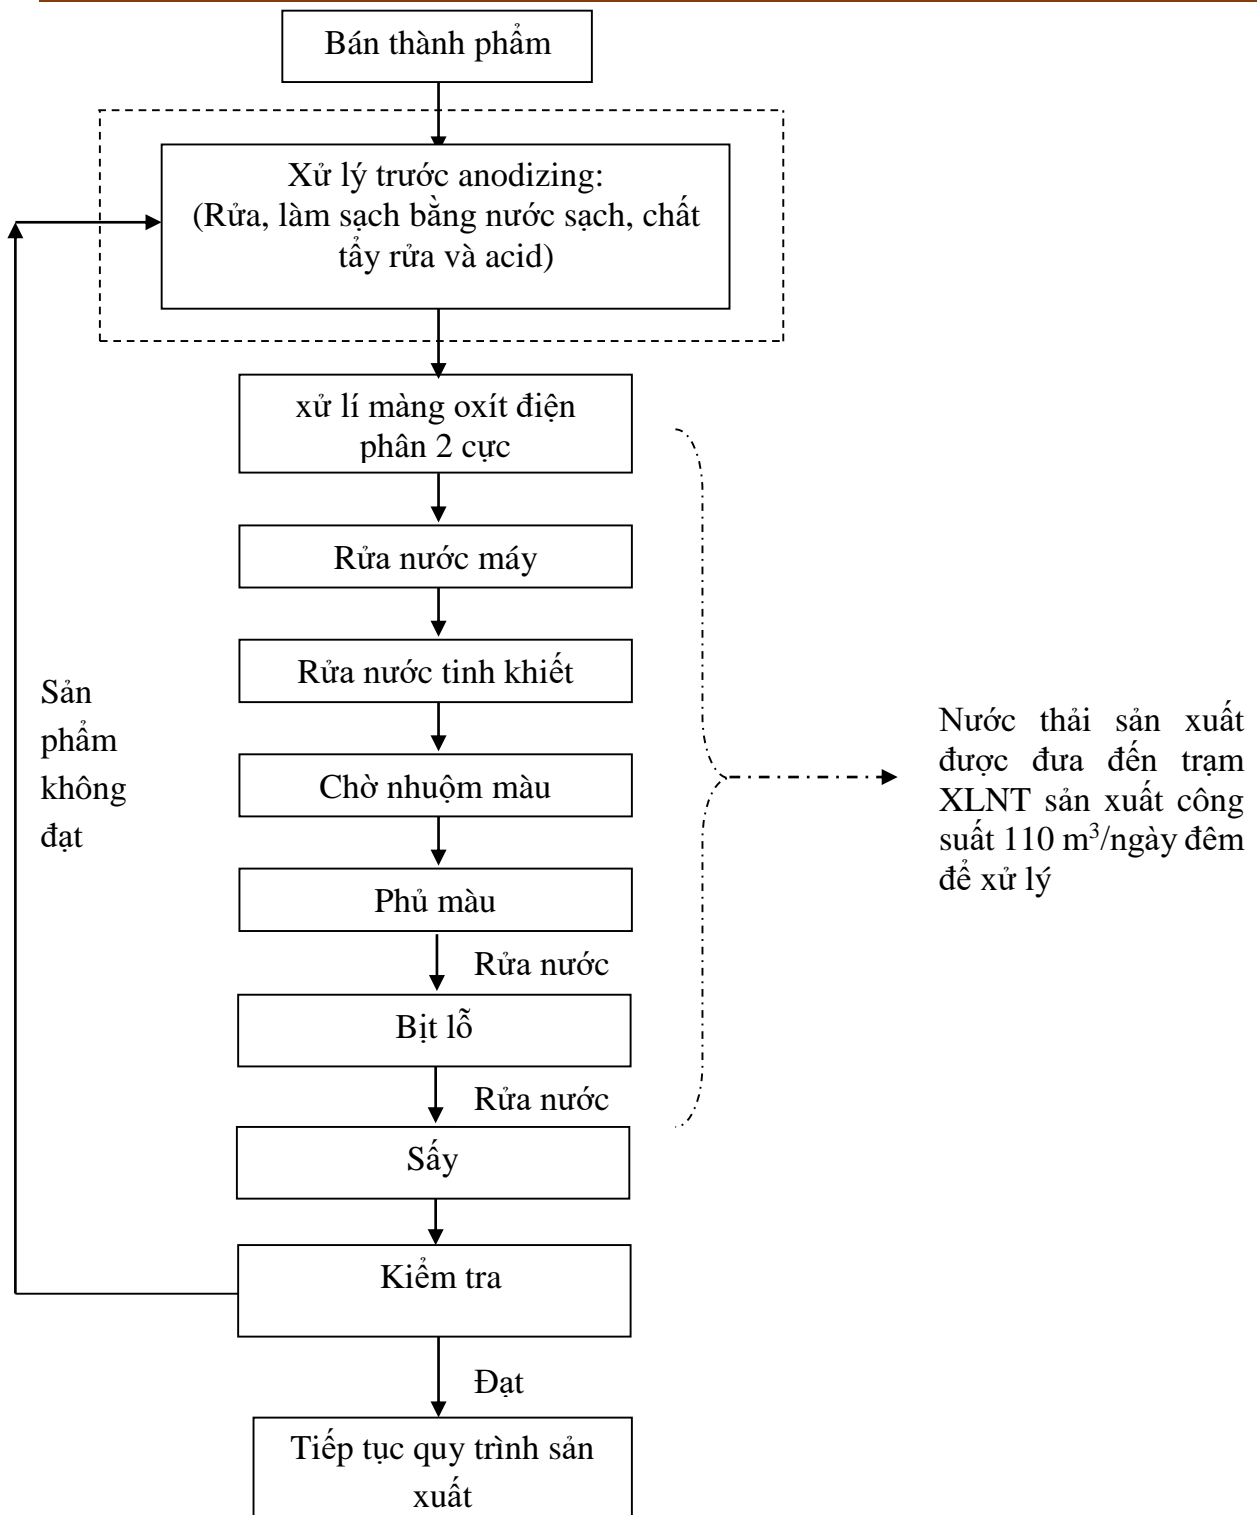 Bán thành phẩm
Xử lý trước anodizing:
(Rửa, làm sạch bằng nước sạch, chất
tẩy rửa và acid)
xử lí màng oxít điện
phân 2 cực
Rửa nước máy
Rửa nước tinh khiết
Chờ nhuộm màu
Phủ màu
Rửa nước
Bịt lỗ
Rửa nước
Sấy
Kiểm tra
Đạt
Tiếp tục quy trình sản
xuất
Sản
phẩm
không
đạt
Nước thải sản xuất
được đưa đến trạm
XLNT sản xuất công
suất 110 m³/ngày đêm
để xử lý